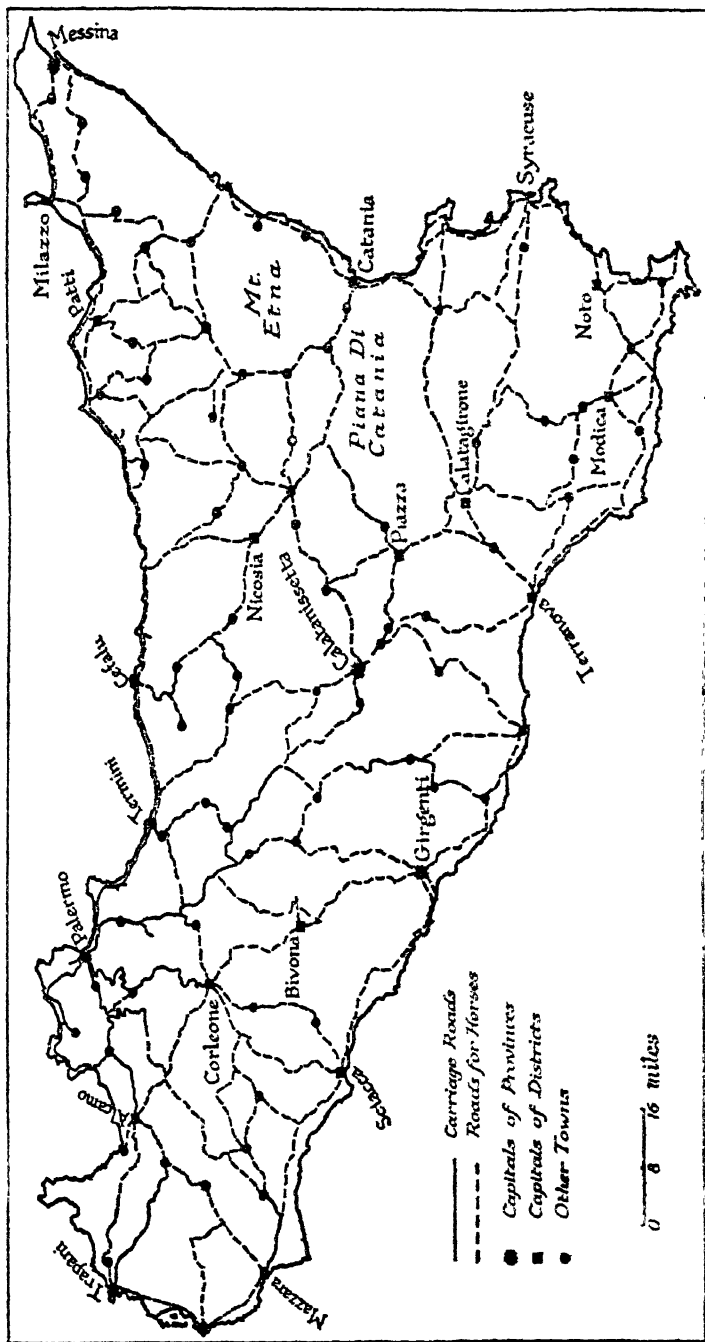 Messina
Milazzo
Patti
Mt.
Etna
Catania
Syracuse
Noto
Modica
Piana Di
Catania
Calatagirone
Piazza
Nicosia
Calatanissetta
Terranova
Cefalu
Termini
Palermo
Girgenti
Bivona
Corleone
Sciacca
Alcamo
Trapani
Mazzara
Carriage Roads
Roads for Horses
Capitals of Provinces
Capitals of Districts
Other Towns
0 8 16 miles